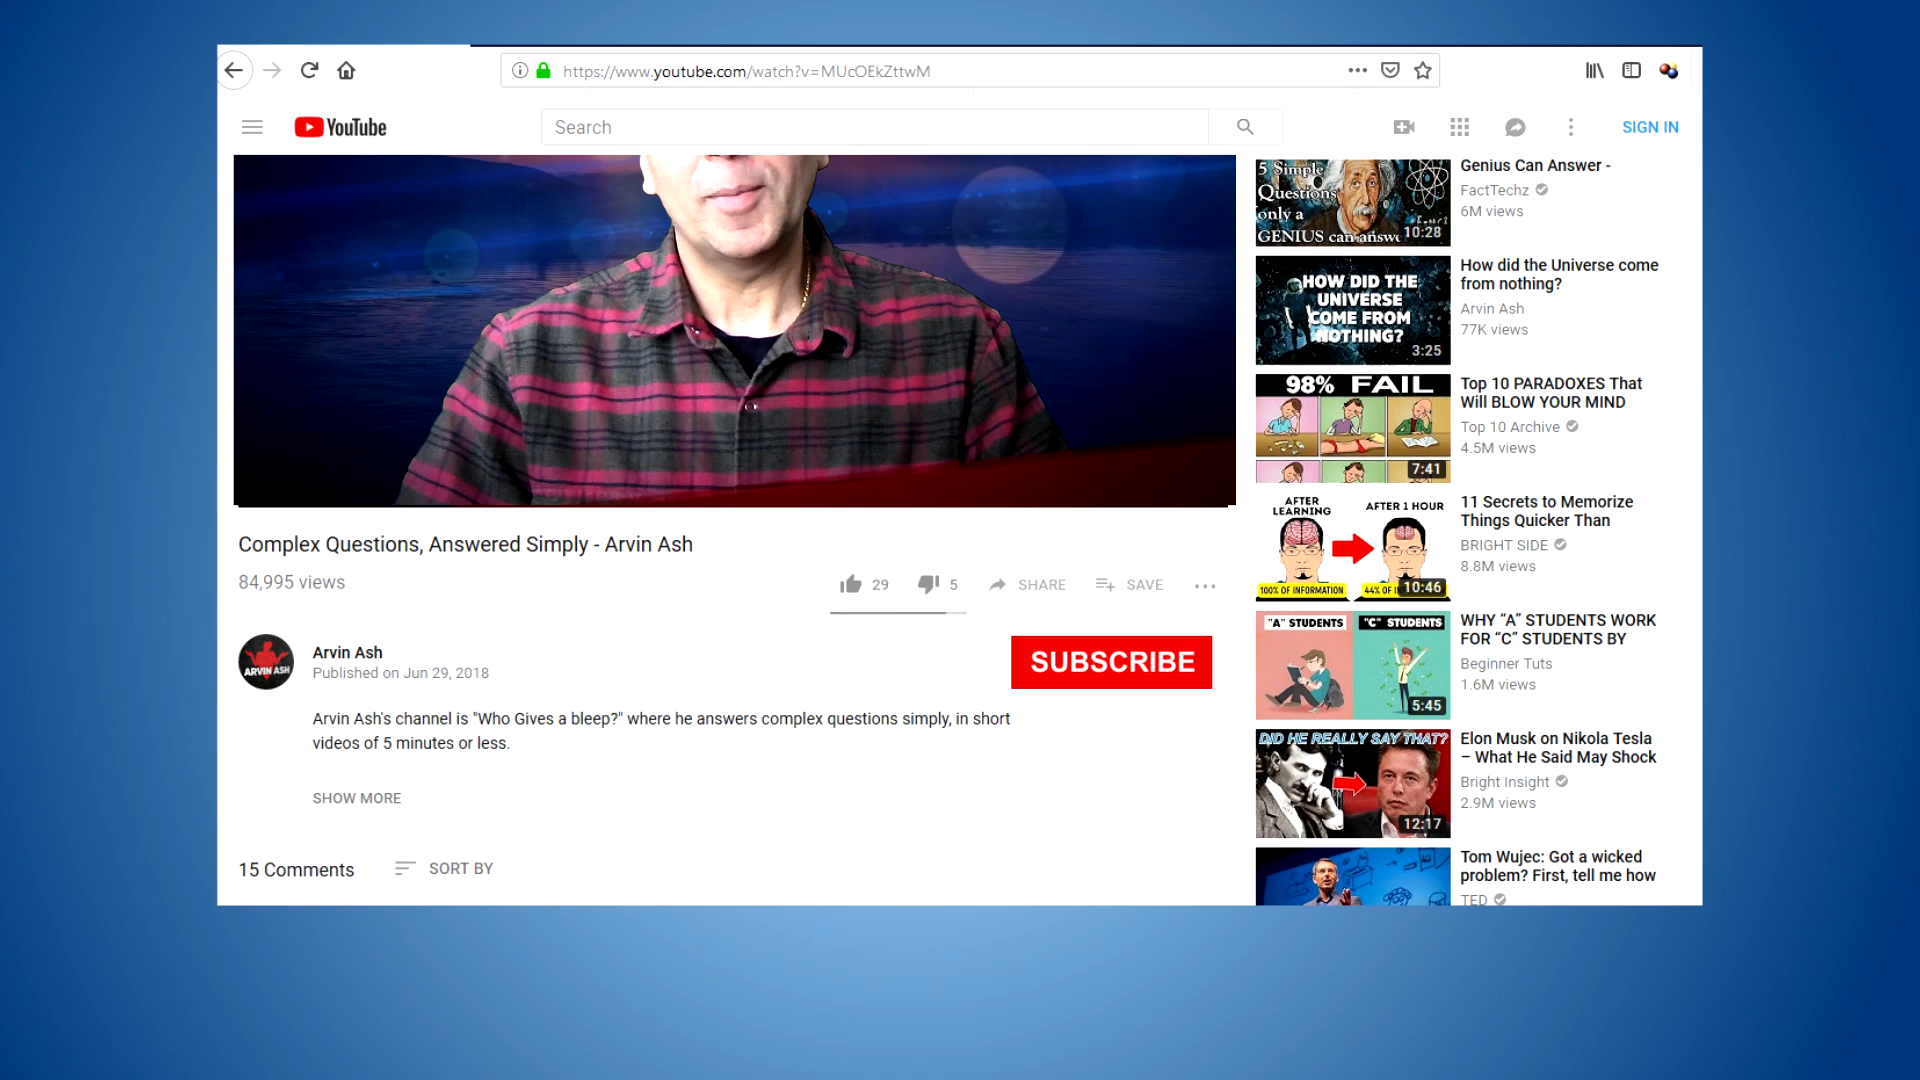 https://www.youtube.com/watch?v=MUcOEkZttwM
YouTube
Search
SIGN IN
Complex Questions, Answered Simply - Arvin Ash
84,995 views
29
5
SHARE
SAVE
ARVIN ASH
Arvin Ash
Published on Jun 29, 2018
SUBSCRIBE
Arvin Ash's channel is "Who Gives a bleep?" where he answers complex questions simply, in short
videos of 5 minutes or less.
SHOW MORE
15 Comments
SORT BY
5 Simple
Questions
only a
GENIUS can answe
10:28
Genius Can Answer -
FactTechz
6M views
HOW DID THE
UNIVERSE
COME FROM
NOTHING?
3:25
How did the Universe come
from nothing?
Arvin Ash
77K views
98% FAIL
7:41
Top 10 PARADOXES That
Will BLOW YOUR MIND
Top 10 Archive
4.5M views
AFTER
LEARNING
AFTER 1 HOUR
100% OF INFORMATION
44% OF
10:46
11 Secrets to Memorize
Things Quicker Than
BRIGHT SIDE
8.8M views
"A" STUDENTS
"C" STUDENTS
5:45
WHY “A” STUDENTS WORK
FOR “C” STUDENTS BY
Beginner Tuts
1.6M views
DID HE REALLY SAY THAT?
12:17
Elon Musk on Nikola Tesla
– What He Said May Shock
Bright Insight
2.9M views
Tom Wujec: Got a wicked
problem? First, tell me how
TED